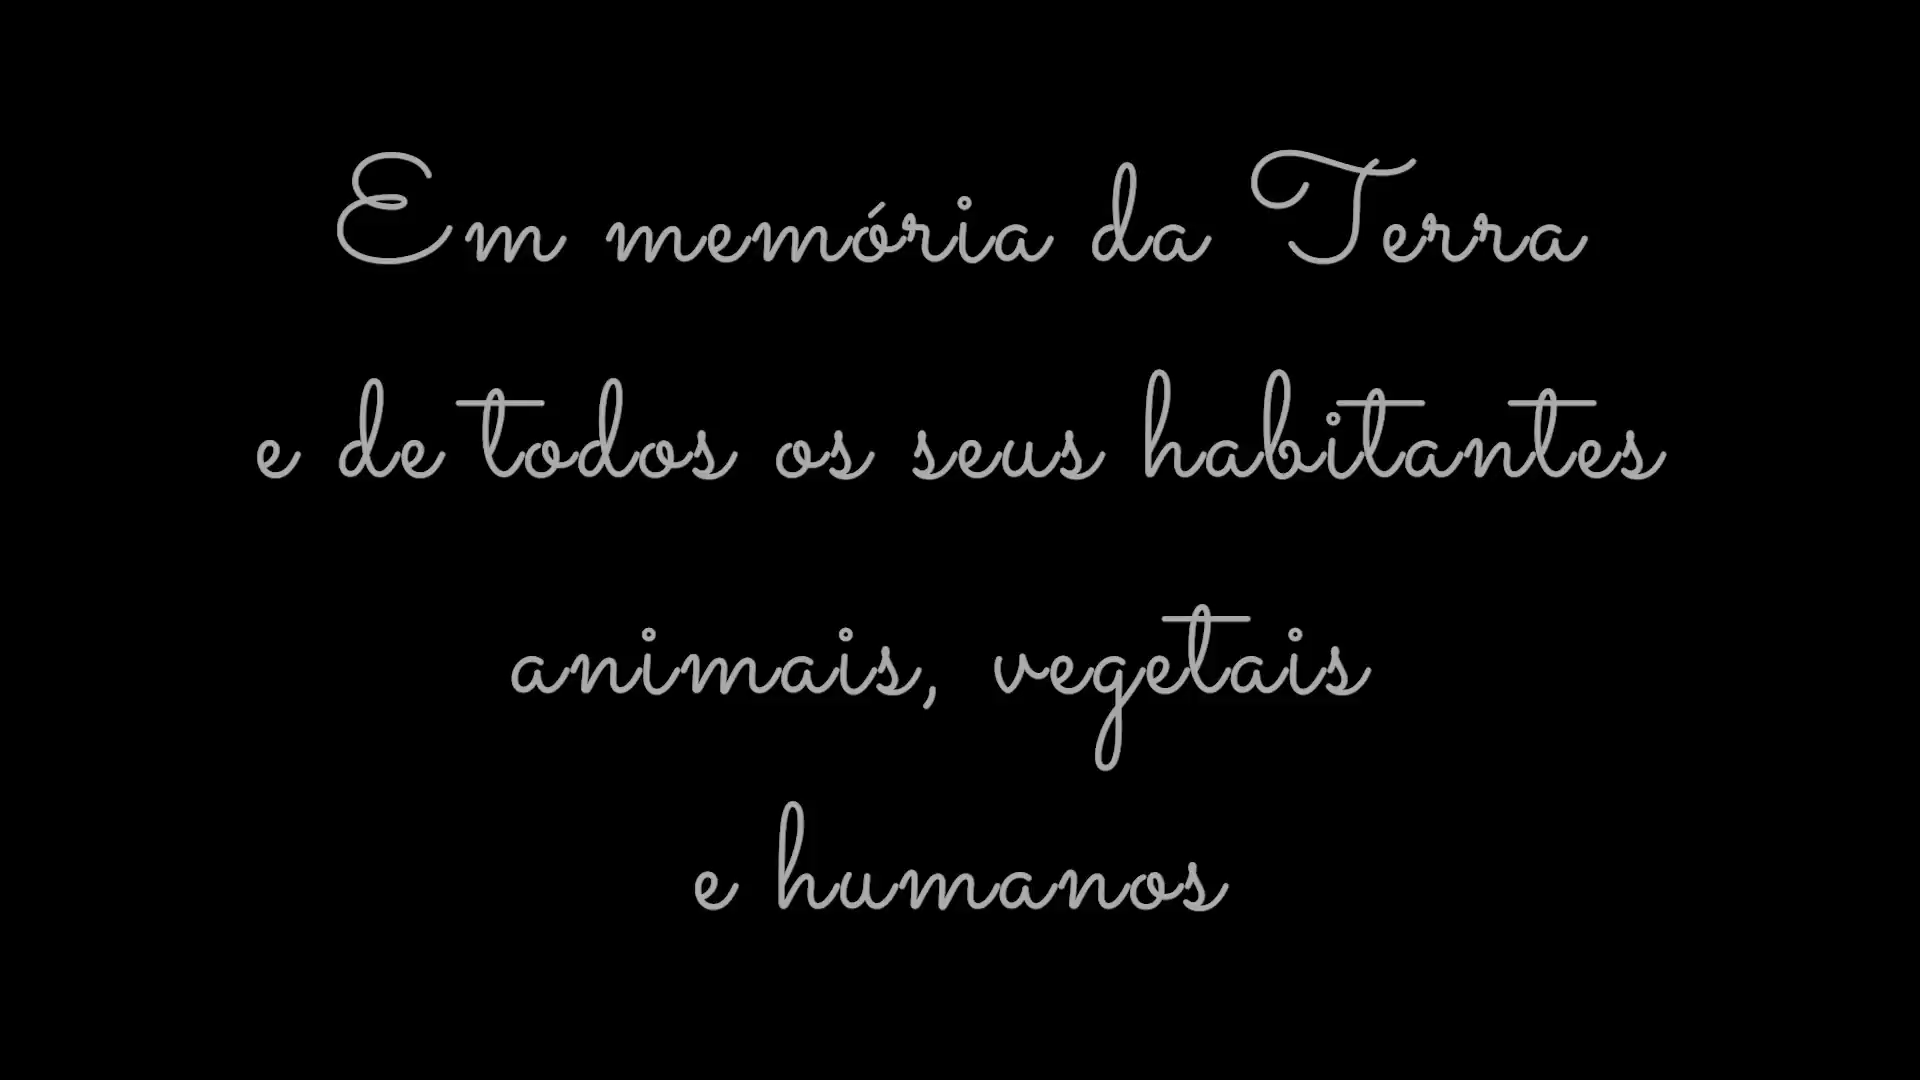 Em memória da Terra
e de todos os seus habitantes
animais, vegetais
e humanos